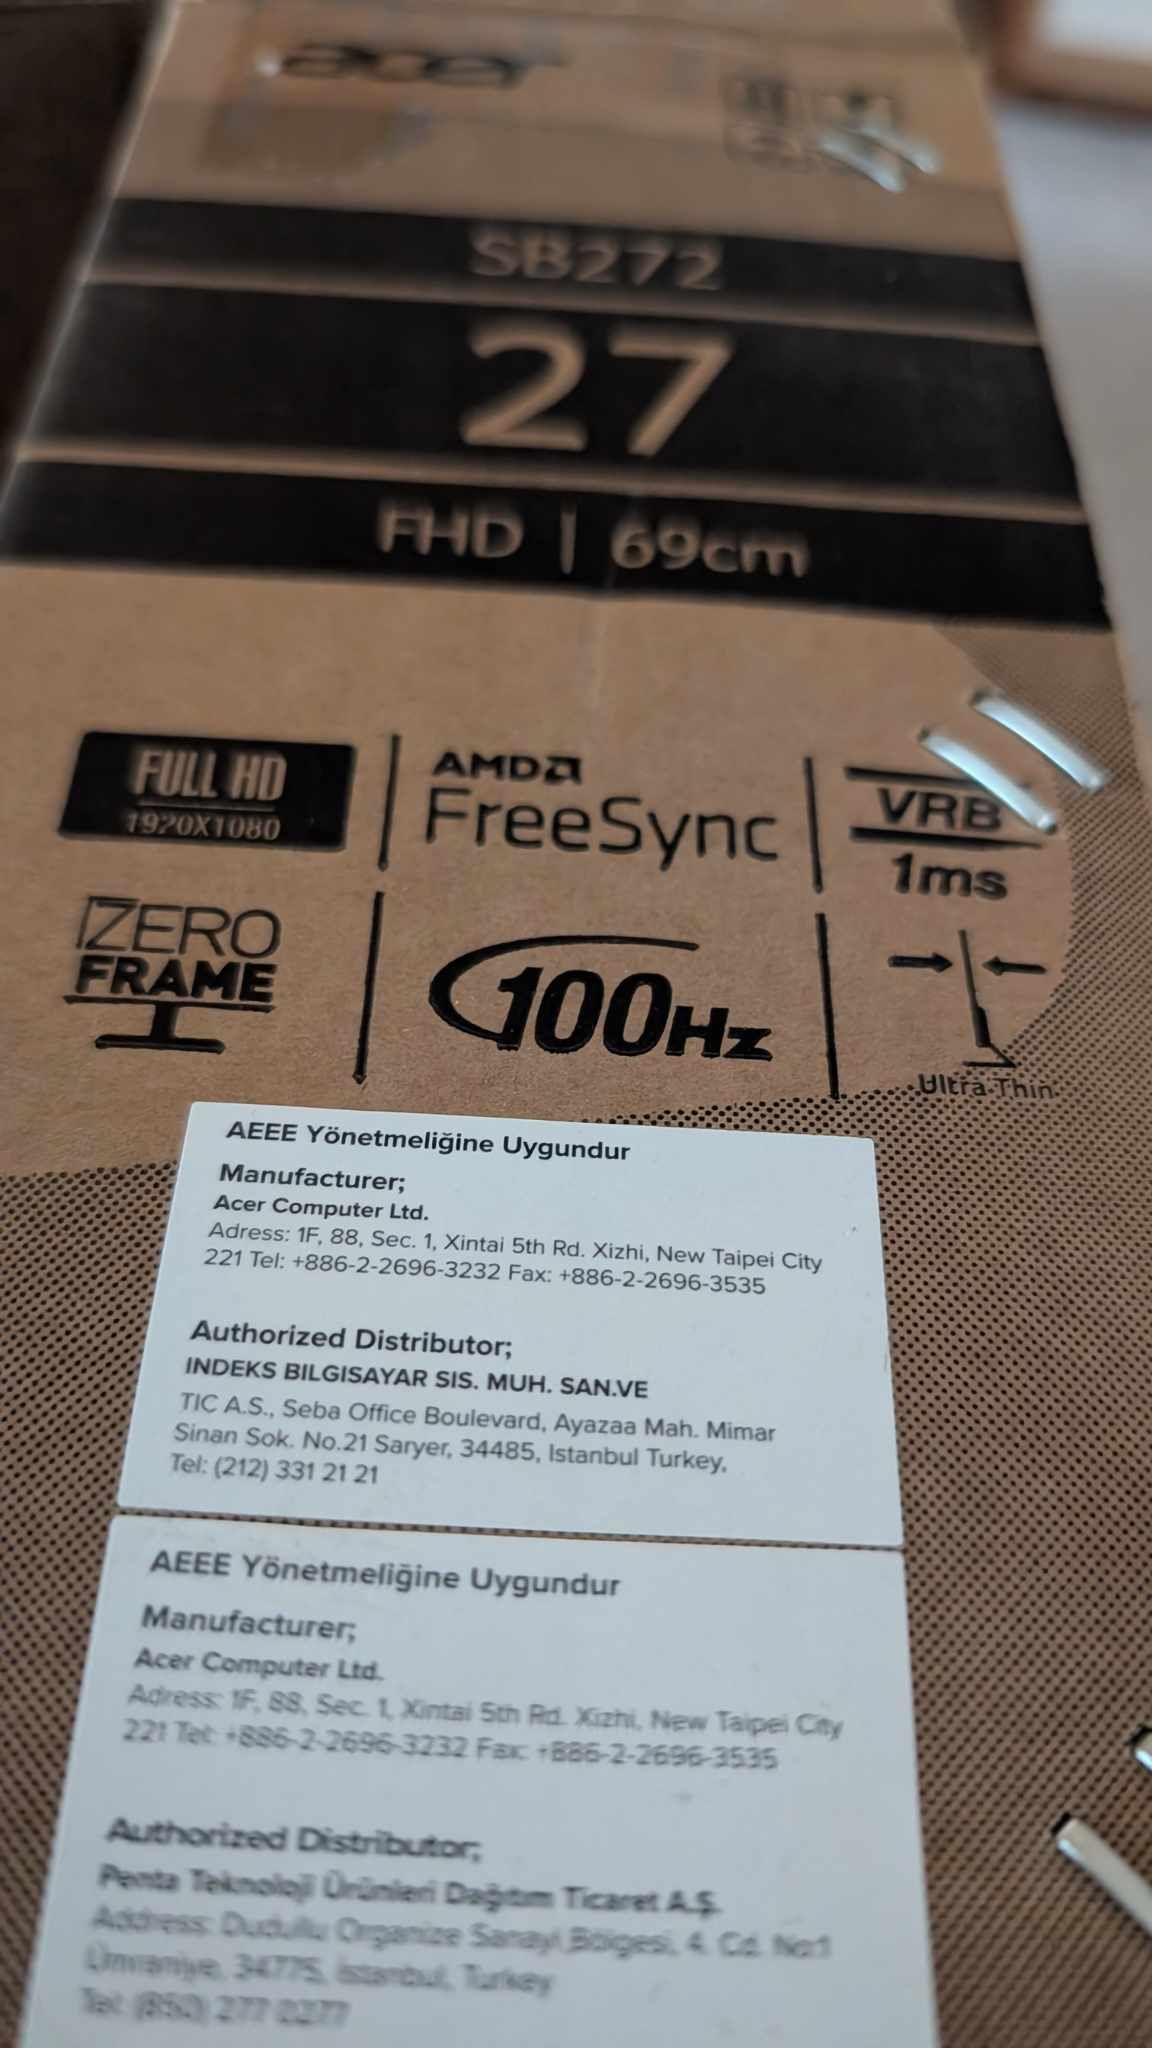 acer
SB272
27
FHD | 69cm
FULL HD
1920X1080
AMD
FreeSync
VRB
1ms
ZERO
FRAME
100Hz
Ultra Thin
AEEE Yönetmeliğine Uygundur
Manufacturer;
Acer Computer Ltd.
Adress: 1F, 88, Sec. 1, Xintai 5th Rd. Xizhi, New Taipei City
221 Tel: +886-2-2696-3232 Fax: +886-2-2696-3535
Authorized Distributor;
INDEKS BILGISAYAR SIS. MUH. SAN.VE
TIC A.S., Seba Office Boulevard, Ayazaa Mah. Mimar
Sinan Sok. No.21 Saryer, 34485, Istanbul Turkey,
Tel: (212) 331 21 21
AEEE Yönetmeliğine Uygundur
Manufacturer;
Acer Computer Ltd.
Adress: 1F, 88, Sec. 1, Xintai 5th Rd. Xizhi, New Taipei City
221 Tel: +886-2-2696-3232 Fax: +886-2-2696-3535
Authorized Distributor;
Penta Teknoloji Ürünleri Dağıtım Ticaret A.Ş.
Address: Dudullu Organize Sanayi Bölgesi, 4. Cd. No:1
Ümraniye, 34775, İstanbul, Turkey
Tel: (850) 277 0277